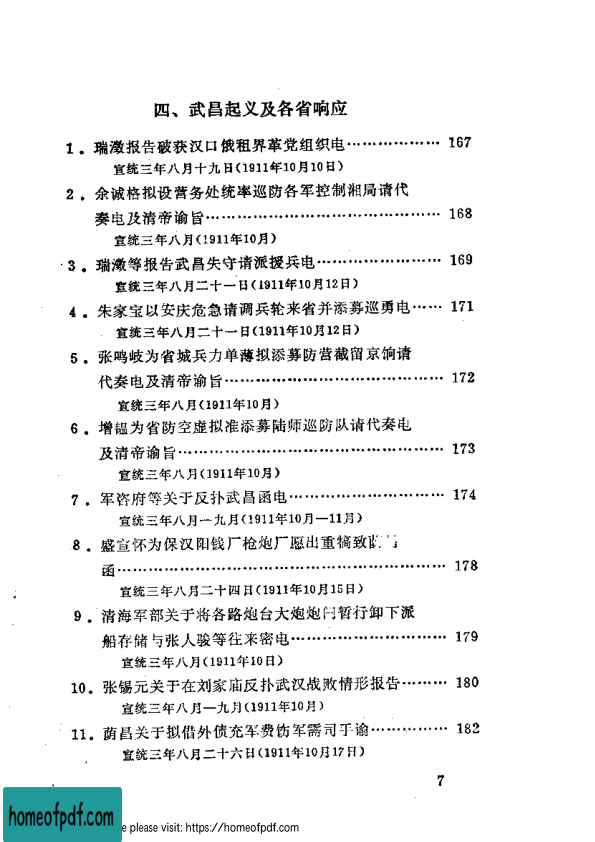 四、武昌起义及各省响应
1．瑞澂报告破获汉口俄租界革党组织电………………167
宣统三年八月十九日(1911年10月10日)
2．余诚格拟设营务处统率巡防各军控制湘局请代
奏电及清帝谕旨………………………………………168
宣统三年八月(1911年10月)
3．瑞澂等报告武昌失守请派援兵电……………………169
宣统三年八月二十一日(1911年10月12日)
4．朱家宝以安庆危急请调兵轮来省并添募巡勇电……171
宣统三年八月二十一日(1911年10月12日)
5．张鸣岐为省城兵力单薄拟添募防营截留京饷请
代奏电及清帝谕旨……………………………………172
宣统三年八月(1911年10月)
6．增韫为省防空虚拟准添募陆师巡防队请代奏电
及清帝谕旨……………………………………………173
宣统三年八月(1911年10月)
7．军咨府等关于反扑武昌函电…………………………174
宣统三年八月—九月(1911年10月—11月)
8．盛宣怀为保汉阳铁厂枪炮厂愿出重犒致
函………………………………………………………178
宣统三年八月二十四日(1911年10月15日)
9．清海军部关于将各路炮台大炮炮闩暂行卸下派
船存储与张人骏等往来密电…………………………179
宣统三年八月(1911年10日)
10．张锡元关于在刘家庙反扑武汉战败情形报告………180
宣统三年八月—九月(1911年10月)
11．荫昌关于拟借外债充军费饬军需司手谕……………182
宣统三年八月二十六日(1911年10月17日)
7
homeofpdf.com
e please visit: https://homeofpdf.com